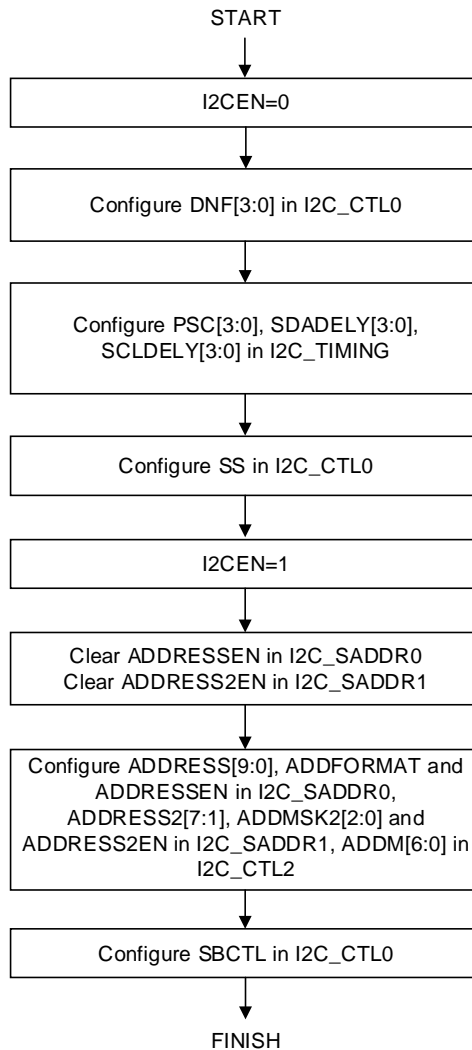 START
I2CEN=0
Configure DNF[3:0] in I2C_CTL0
Configure PSC[3:0], SDADELY[3:0],
SCLDELY[3:0] in I2C_TIMING
Configure SS in I2C_CTL0
I2CEN=1
Clear ADDRESSEN in I2C_SADDR0
Clear ADDRESS2EN in I2C_SADDR1
Configure ADDRESS[9:0], ADDFORMAT and
ADDRESSEN in I2C_SADDR0,
ADDRESS2[7:1], ADDMSK2[2:0] and
ADDRESS2EN in I2C_SADDR1, ADDM[6:0] in
I2C_CTL2
Configure SBCTL in I2C_CTL0
FINISH